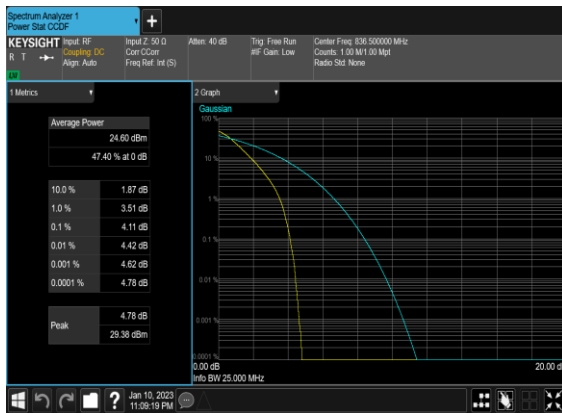 Spectrum Analyzer 1
Power Stat CCDF
KEYSIGHT
R T
Input: RF
Coupling: DC
Align: Auto
Input Z: 50 Ω
Corr CCorr
Freq Ref: Int (S)
Atten: 40 dB
Trig: Free Run
#IF Gain: Low
Center Freq: 836.500000 MHz
Counts: 1.00 M/1.00 Mpt
Radio Std: None
1 Metrics
Average Power
24.60 dBm
47.40 % at 0 dB
10.0 % 1.87 dB
1.0 % 3.51 dB
0.1 % 4.11 dB
0.01 % 4.42 dB
0.001 % 4.62 dB
0.0001 % 4.78 dB
Peak
4.78 dB
29.38 dBm
2 Graph
Gaussian
100 %
10 %
1 %
0.1 %
0.01 %
0.001 %
0.0001 %
0.00 dB
20.00 d
Info BW 25.000 MHz
?
Jan 10, 2023
11:09:19 PM